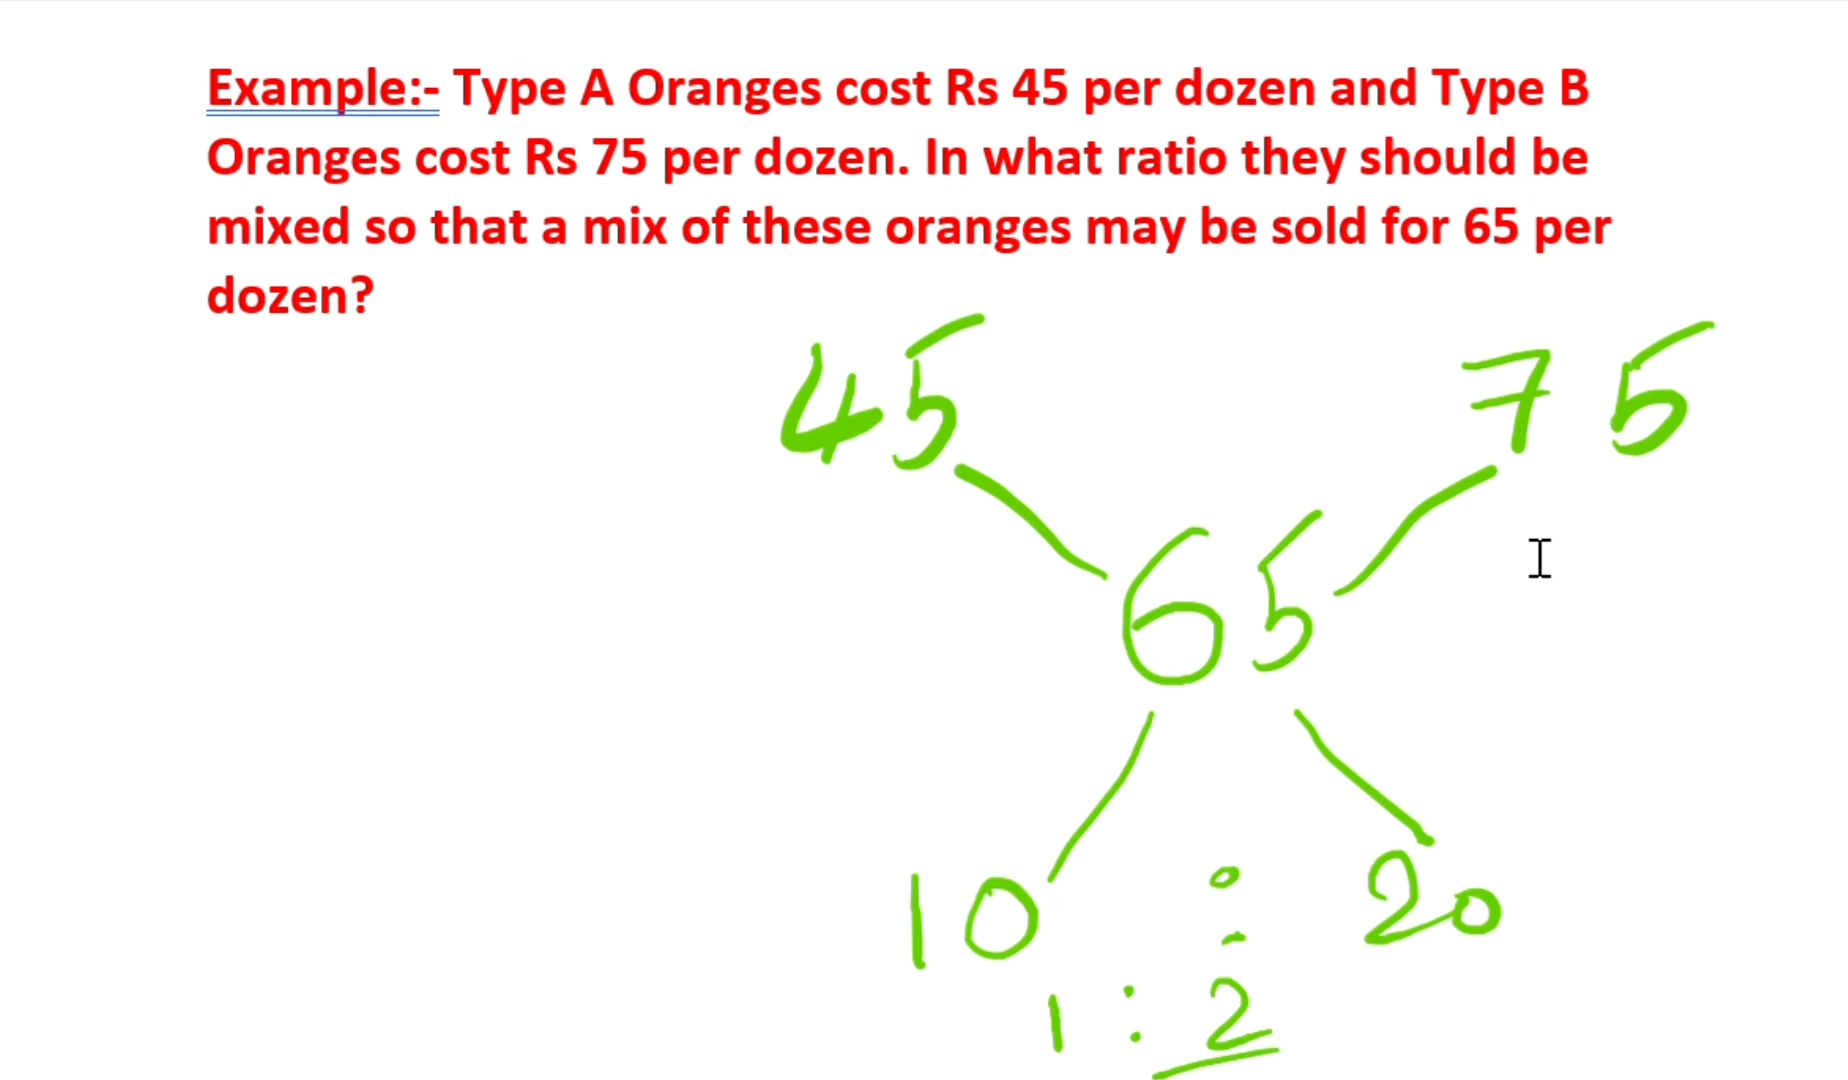 Example:- Type A Oranges cost Rs 45 per dozen and Type B
Oranges cost Rs 75 per dozen. In what ratio they should be
mixed so that a mix of these oranges may be sold for 65 per
dozen?
45 75
65
10 : 20
1 : 2